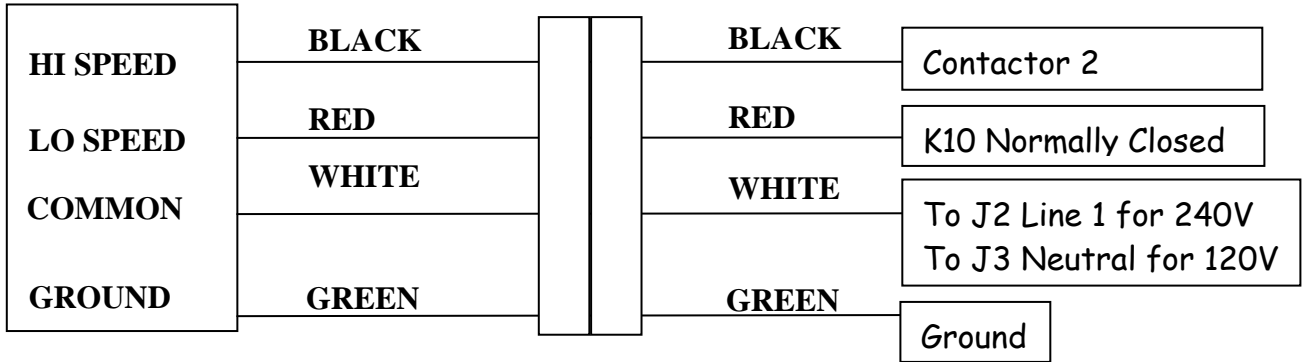 HI SPEED
BLACK
BLACK
Contactor 2
LO SPEED
RED
RED
K10 Normally Closed
COMMON
WHITE
WHITE
To J2 Line 1 for 240V
To J3 Neutral for 120V
GROUND
GREEN
GREEN
Ground